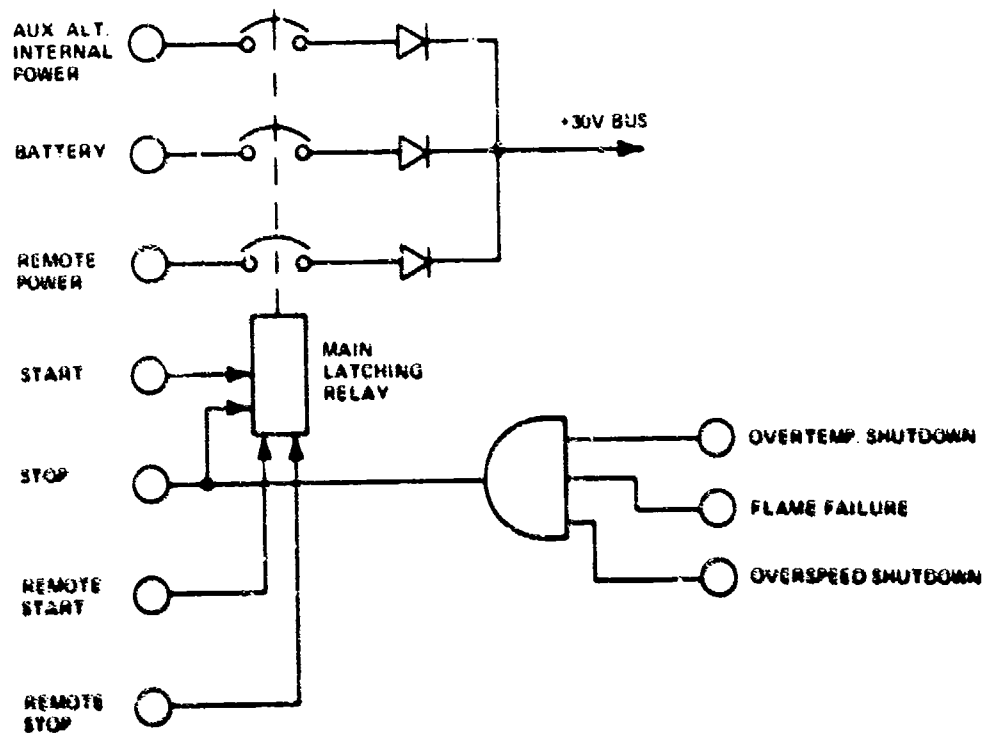 AUX ALT.
INTERNAL
POWER
+30V BUS
BATTERY
REMOTE
POWER
START
MAIN
LATCHING
RELAY
STOP
OVERTEMP. SHUTDOWN
FLAME FAILURE
OVERSPEED SHUTDOWN
REMOTE
START
REMOTE
STOP